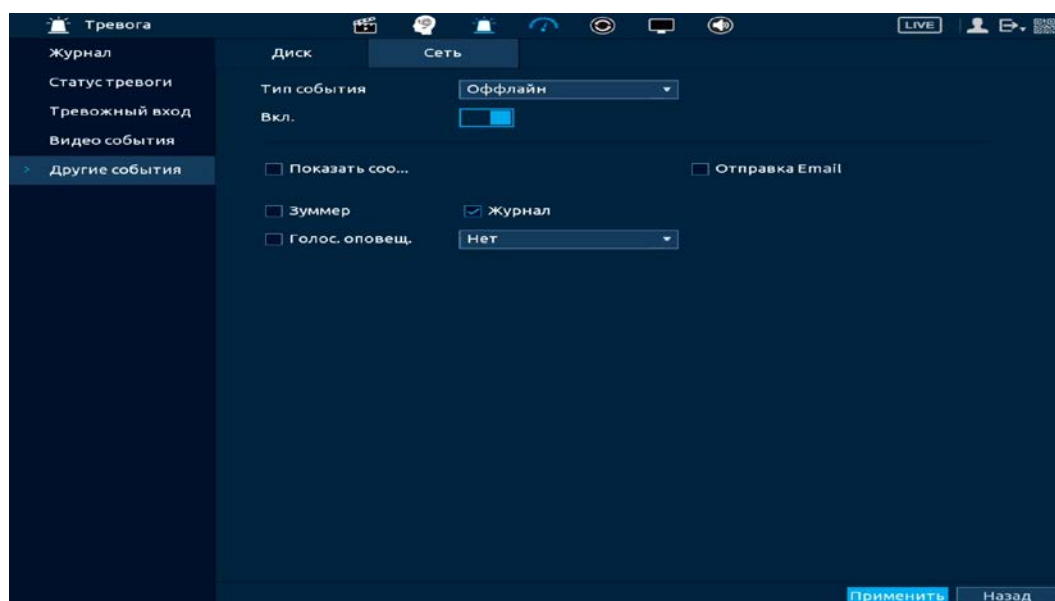 Тревога LIVE
Журнал
Статус тревоги
Тревожный вход
Видео события
Другие события
Диск Сеть
Тип события Оффлайн
Вкл.
Показать соо... Отправка Email
Зуммер Журнал
Голос. оповещ. Нет
Применить Назад